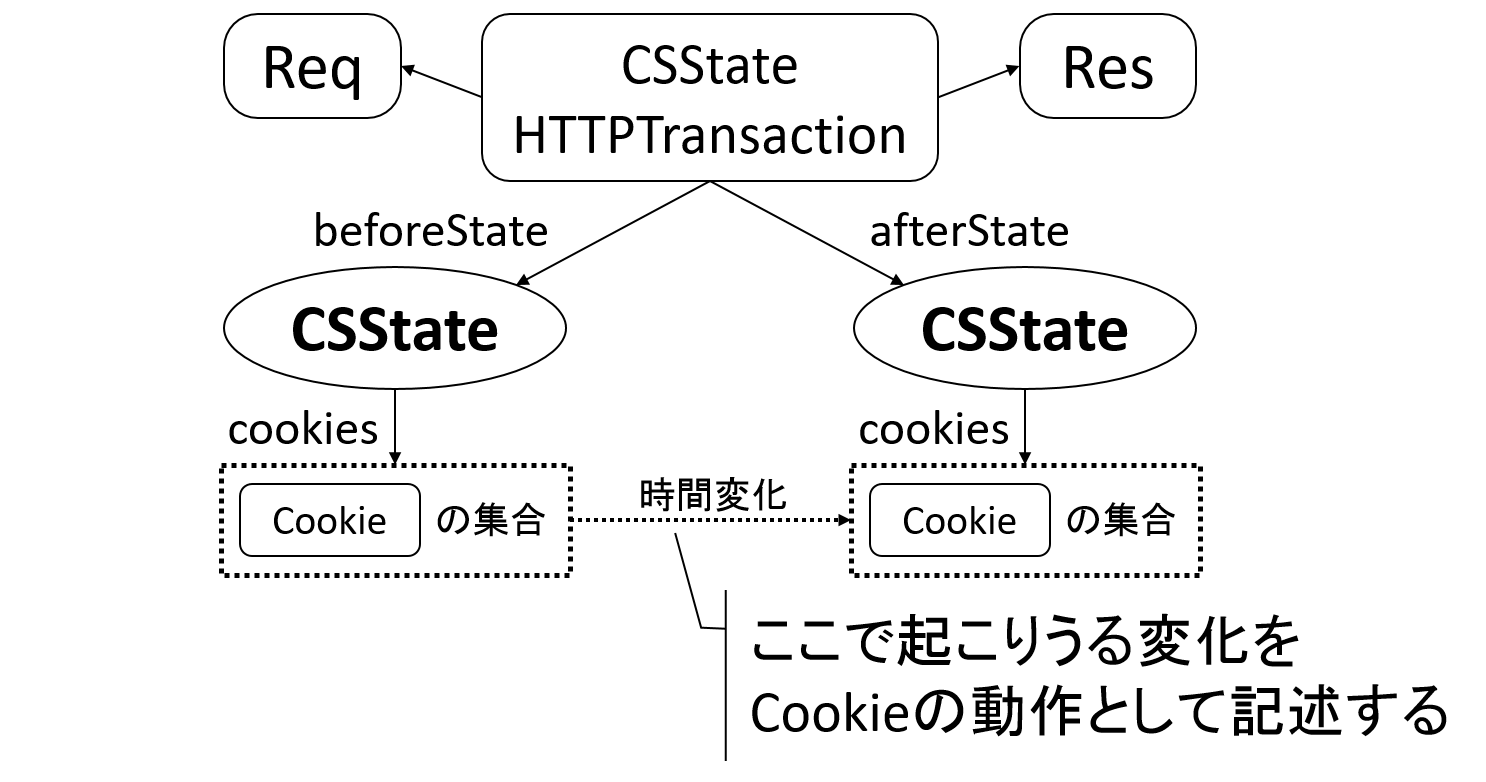 Req
CSState
HTTPTransaction
Res
beforeState
afterState
CSState
CSState
cookies
cookies
Cookie の集合
時間変化
Cookie の集合
ここで起こりうる変化を
Cookieの動作として記述する